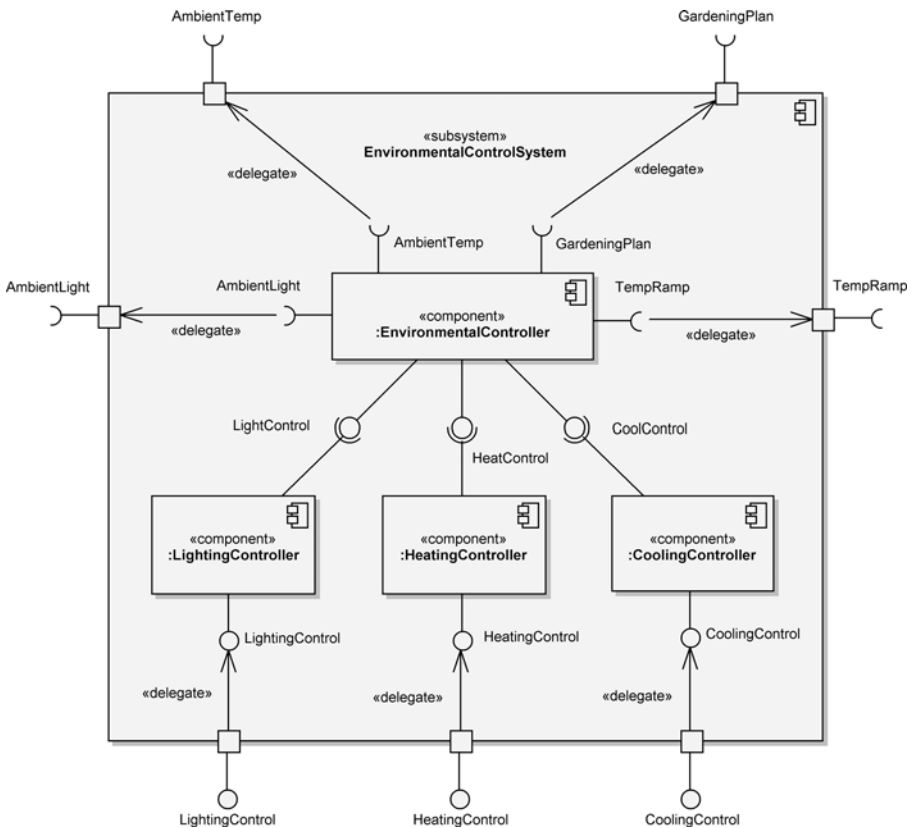 AmbientTemp
GardeningPlan
«subsystem»
EnvironmentalControlSystem
«delegate»
«delegate»
AmbientTemp
GardeningPlan
AmbientLight
AmbientLight
TempRamp
TempRamp
«component»
:EnvironmentalController
«delegate»
«delegate»
LightControl
HeatControl
CoolControl
«component»
:LightingController
«component»
:HeatingController
«component»
:CoolingController
LightingControl
HeatingControl
CoolingControl
«delegate»
«delegate»
«delegate»
LightingControl
HeatingControl
CoolingControl